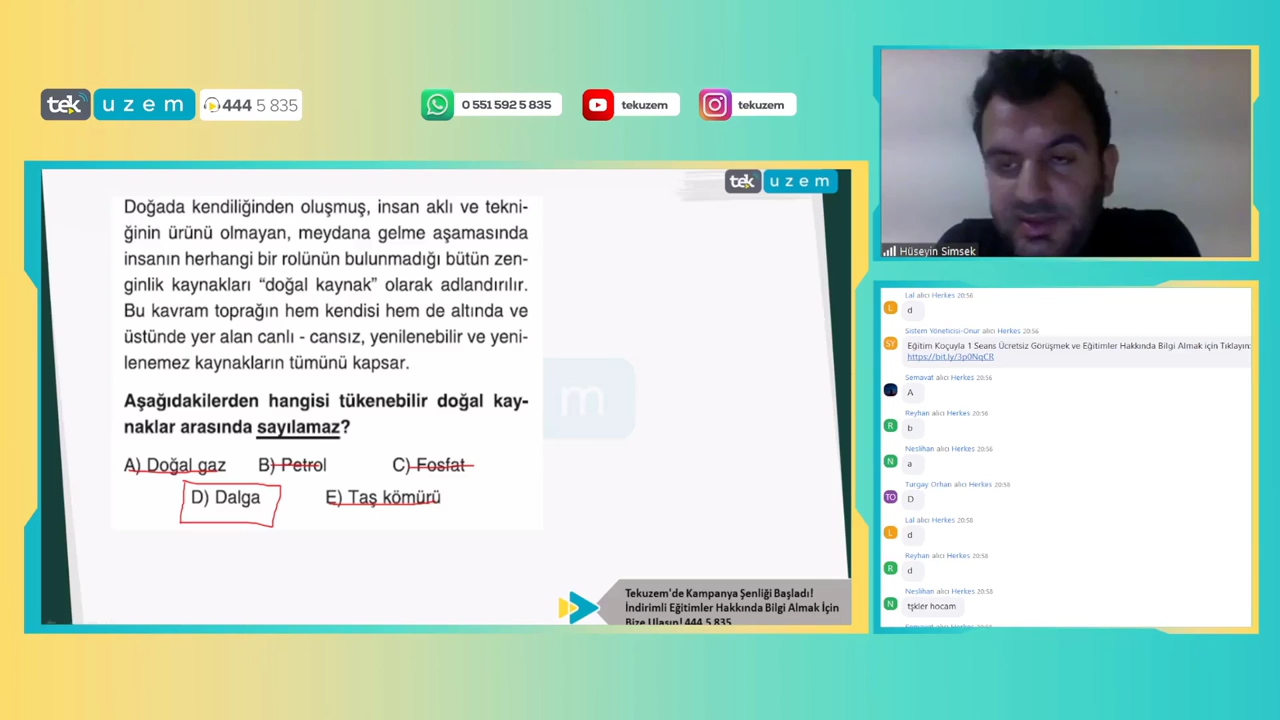 tek uzem 444 5 835
0 551 592 5 835
tekuzem
tekuzem
tek uzem
Doğada kendiliğinden oluşmuş, insan aklı ve tekni-
ğinin ürünü olmayan, meydana gelme aşamasında
insanın herhangi bir rolünün bulunmadığı bütün zen-
ginlik kaynakları “doğal kaynak” olarak adlandırılır.
Bu kavram toprağın hem kendisi hem de altında ve
üstünde yer alan canlı - cansız, yenilenebilir ve yeni-
lenemez kaynakların tümünü kapsar.
Aşağıdakilerden hangisi tükenebilir doğal kay-
naklar arasında sayılamaz?
A) Doğal gaz B) Petrol C) Fosfat
D) Dalga E) Taş kömürü
m
Tekuzem'de Kampanya Şenliği Başladı!
İndirimli Eğitimler Hakkında Bilgi Almak İçin
Bize Ulaşın! 444 5 835
Hüseyin Simsek
Lal alıcı Herkes 20:56
L
d
Sistem Yöneticisi-Onur alıcı Herkes 20:56
SY
Eğitim Koçuyla 1 Seans Ücretsiz Görüşmek ve Eğitimler Hakkında Bilgi Almak için Tıklayın:
https://bit.ly/3p0NqCR
Semavat alıcı Herkes 20:56
A
Reyhan alıcı Herkes 20:56
R
b
Neslihan alıcı Herkes 20:56
N
a
Turgay Orhan alıcı Herkes 20:58
TO
D
Lal alıcı Herkes 20:58
L
d
Reyhan alıcı Herkes 20:58
R
d
Neslihan alıcı Herkes 20:58
N
tşkler hocam